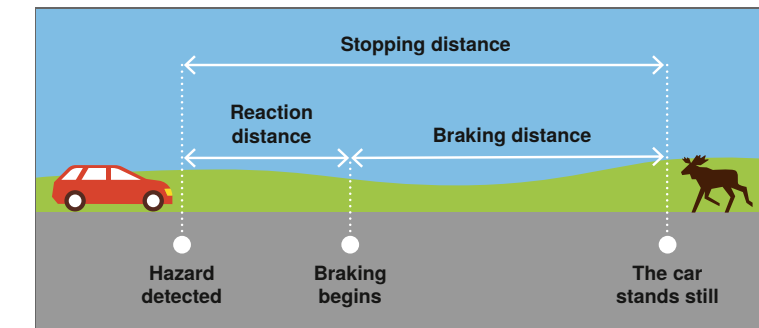 Stopping distance
Reaction
distance
Braking distance
Hazard
detected
Braking
begins
The car
stands still